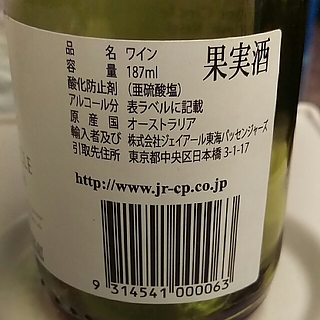 品名 ワイン
果実酒
容量 187ml
酸化防止剤 (亜硫酸塩)
アルコール分 表ラベルに記載
原産国 オーストラリア
輸入者及び 株式会社ジェイアール東海パッセンジャーズ
引取先住所 東京都中央区日本橋 3-1-17
http://www.jr-cp.co.jp
9 314541 000063